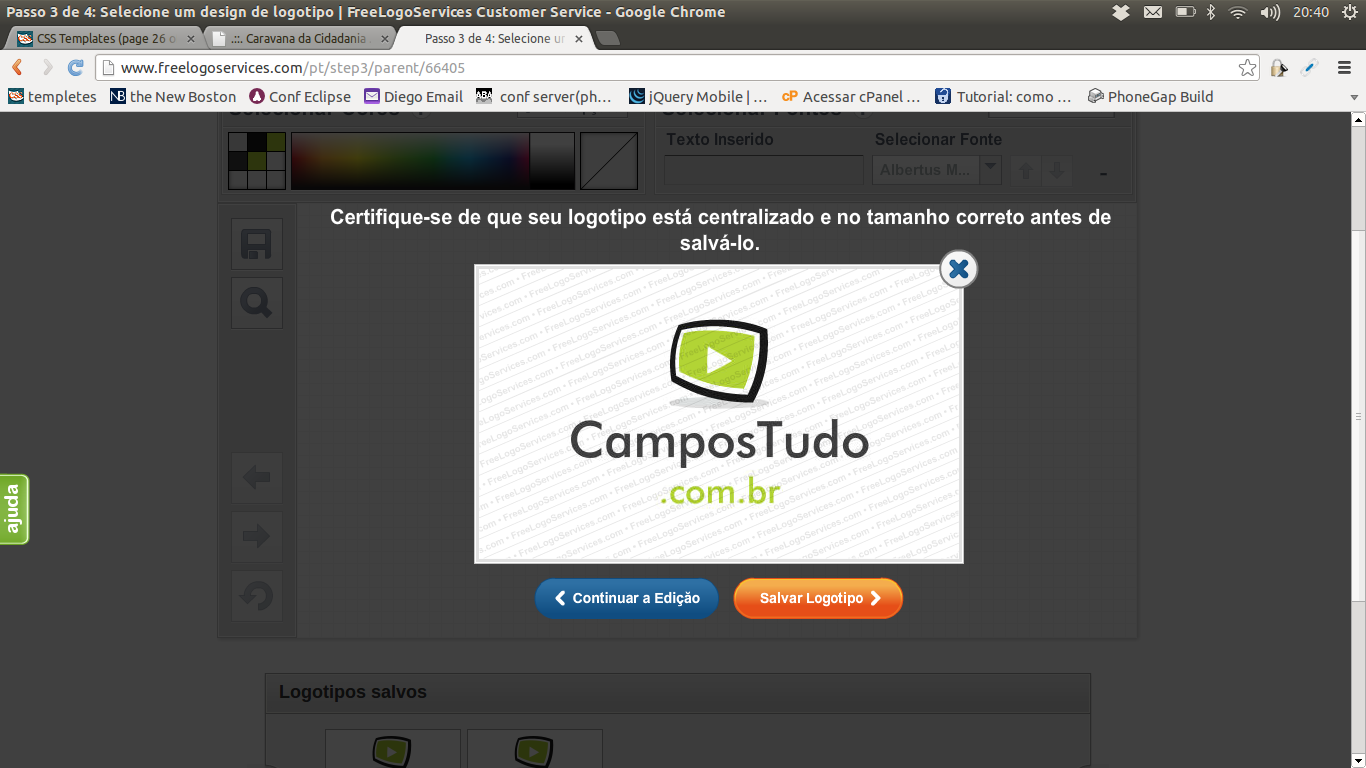 Passo 3 de 4: Selecione um design de logotipo | FreeLogoServices Customer Service - Google Chrome
20:40
CSS Templates (page 26 o
.::. Caravana da Cidadania
Passo 3 de 4: Selecione
www.freelogoservices.com/pt/step3/parent/66405
templetes
the New Boston
Conf Eclipse
Diego Email
conf server(ph...
jQuery Mobile | ...
Acessar cPanel ...
Tutorial: como ...
PhoneGap Build
Texto Inserido
Selecionar Fonte
Albertus M...
-
Certifique-se de que seu logotipo está centralizado e no tamanho correto antes de
salvá-lo.
FreeLogoServices.com
CamposTudo
.com.br
ajuda
Continuar a Edição
Salvar Logotipo
Logotipos salvos